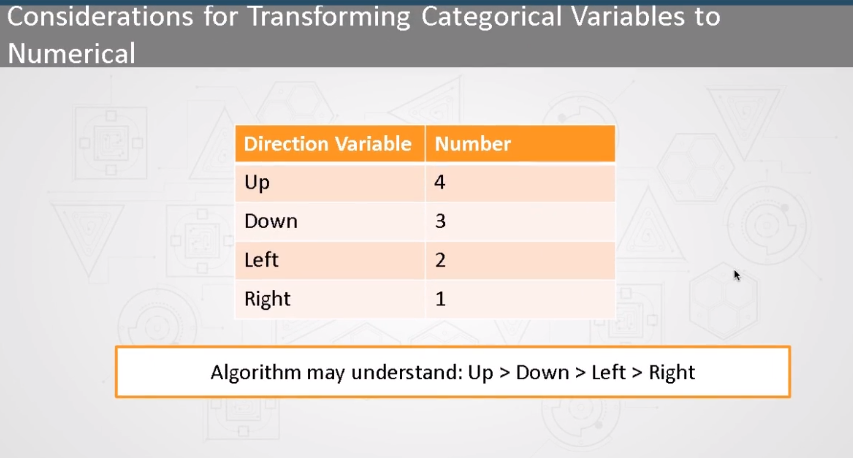 Considerations for Transforming Categorical Variables to
Numerical
Direction Variable Number
Up 4
Down 3
Left 2
Right 1
Algorithm may understand: Up > Down > Left > Right